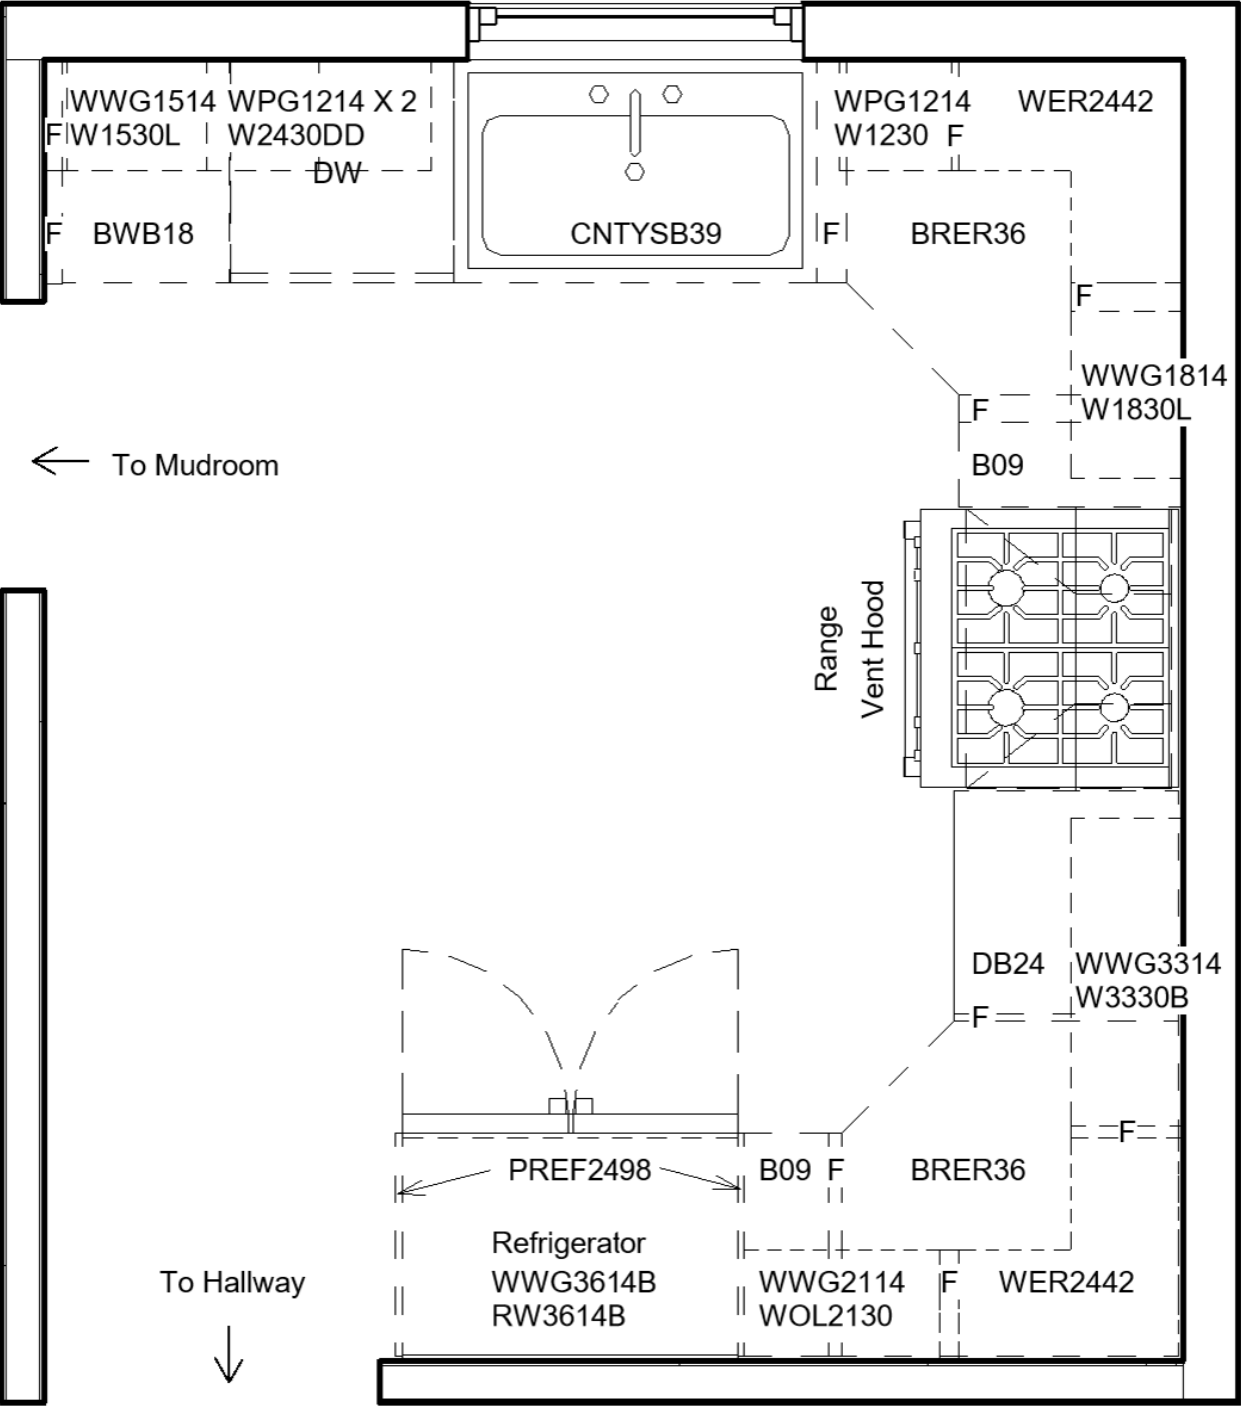 WWG1514 WPG1214 X 2
WPG1214 WER2442
F W1530L W2430DD
W1230 F
DW
F BWB18
CNTYSB39
F BRER36
F
WWG1814
W1830L
F
B09
To Mudroom
Range
Vent Hood
DB24 WWG3314
W3330B
F
F
PREF2498
B09 F BRER36
Refrigerator
To Hallway
WWG3614B
RW3614B
WWG2114 F WER2442
WOL2130